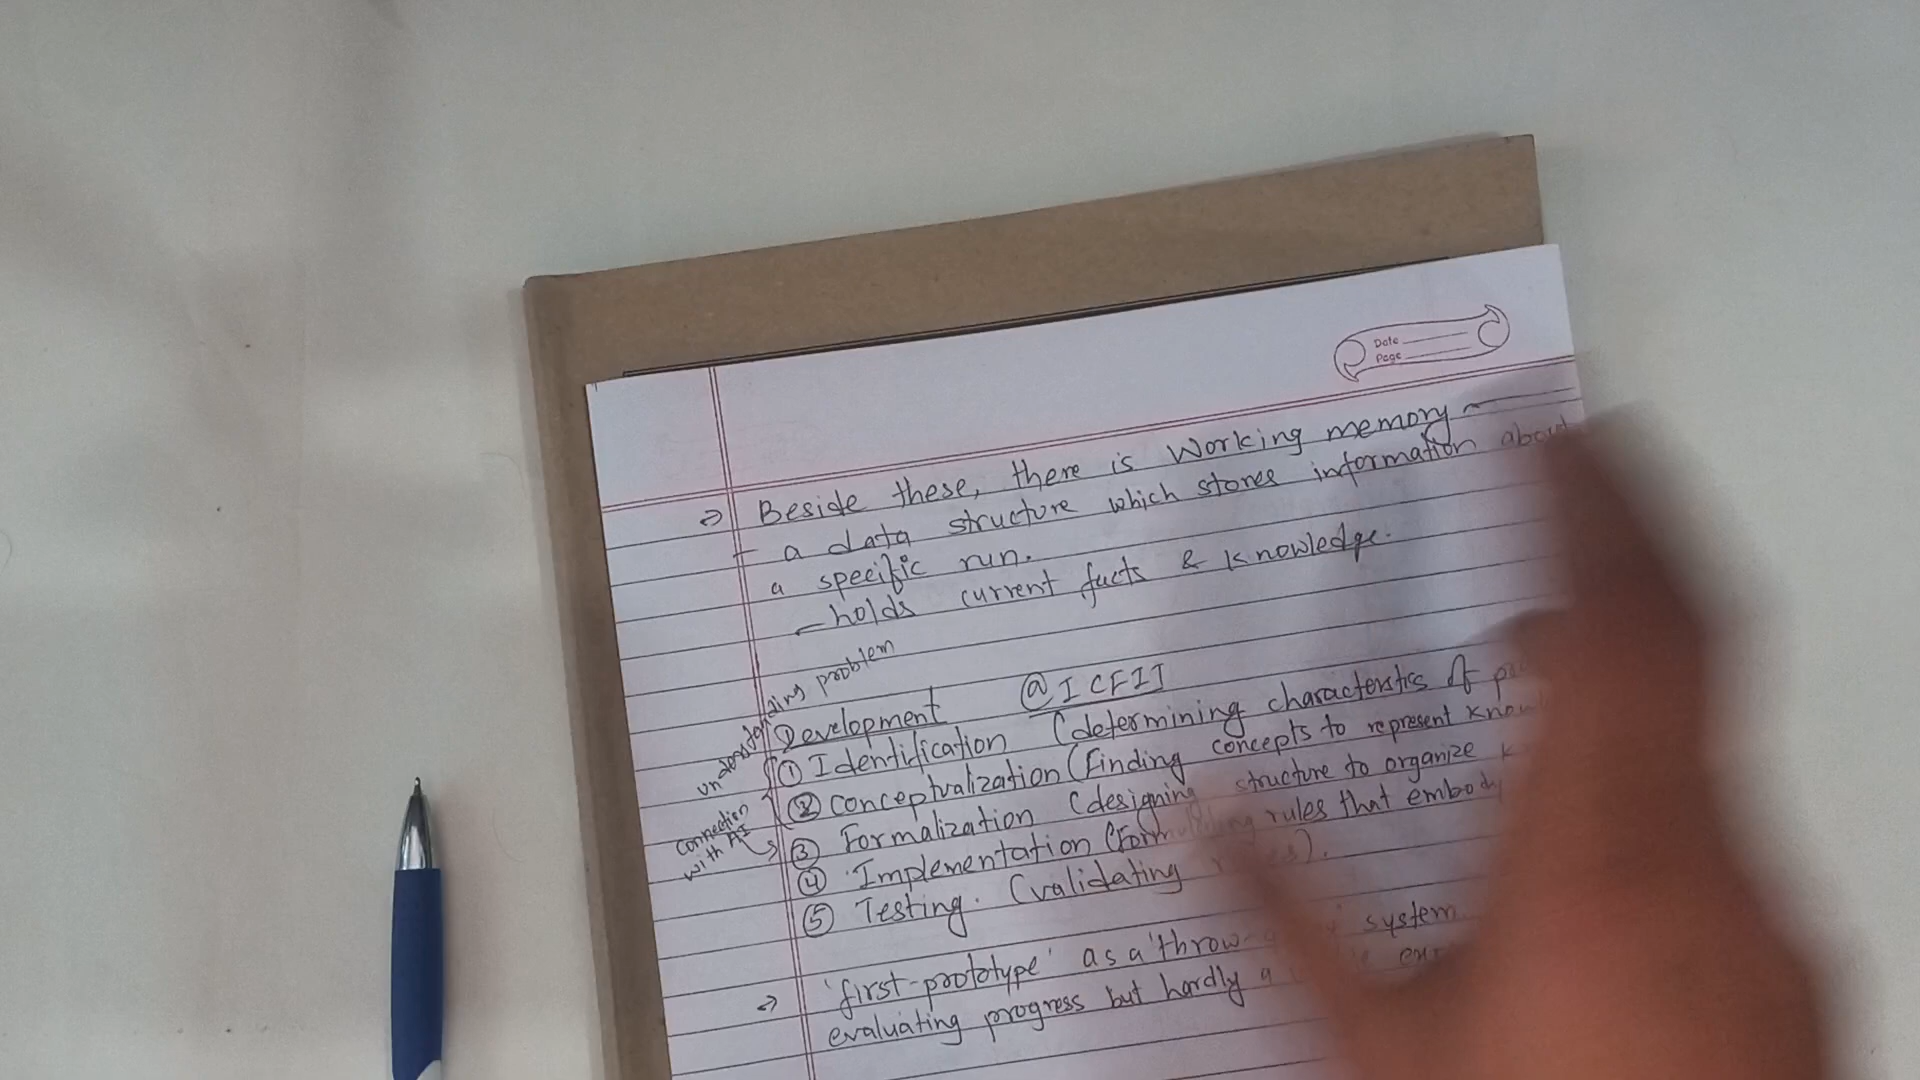 Date
Page
⇒ Beside these, there is Working memory –
– a data structure which stores information about
a specific run.
– holds current facts & knowledge.
understanding problem
Development @ICFIT
① Identification (determining characteristics of
② Conceptualization (Finding concepts to represent
connection with AI
③ Formalization (designing structure to organize
④ Implementation (Formulating rules that embody
⑤ Testing. (validating
⇒ 'first-prototype' as a 'throw- system
evaluating progress but hardly a